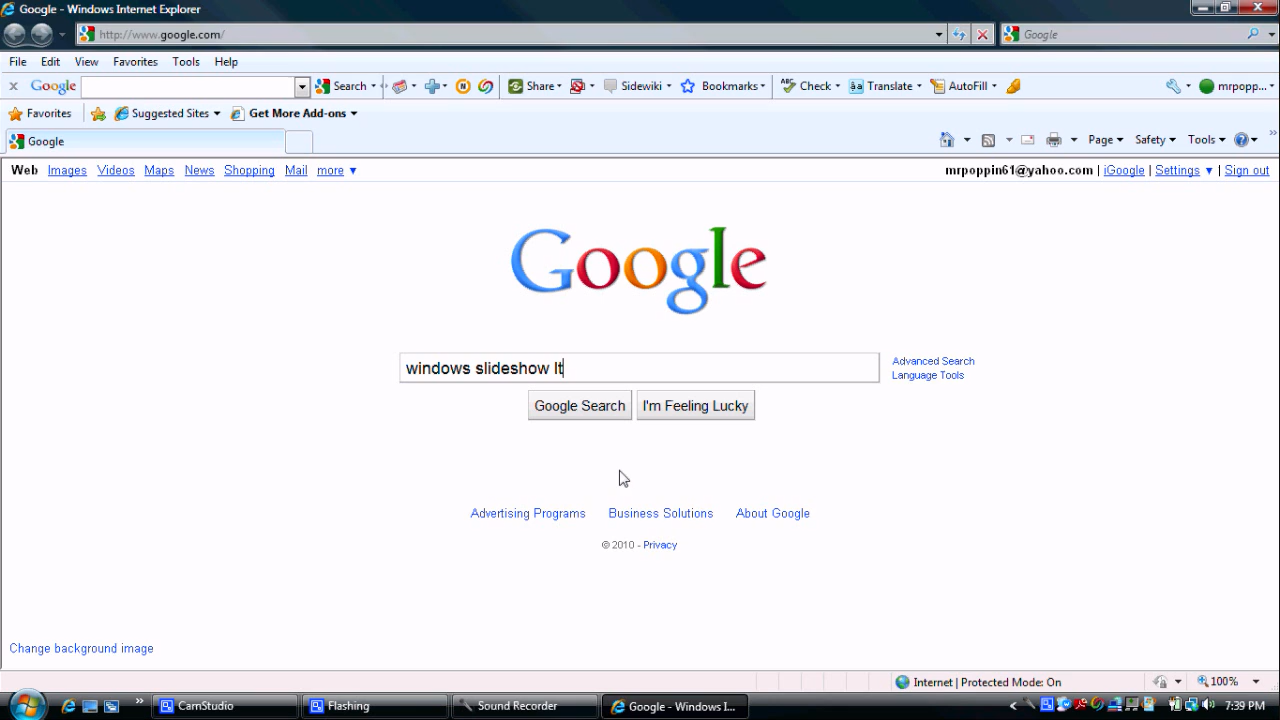 Google - Windows Internet Explorer
http://www.google.com/
Google
File Edit View Favorites Tools Help
Google Search Share Sidewiki Bookmarks Check Translate AutoFill mrpopp...
Favorites Suggested Sites Get More Add-ons
Google
Page Safety Tools
Web Images Videos Maps News Shopping Mail more
mrpoppin61@yahoo.com | iGoogle | Settings | Sign out
Google
windows slideshow lt
Advanced Search
Language Tools
Google Search I'm Feeling Lucky
Advertising Programs Business Solutions About Google
© 2010 - Privacy
Change background image
Internet | Protected Mode: On
100%
CamStudio Flashing Sound Recorder Google - Windows I... 7:39 PM